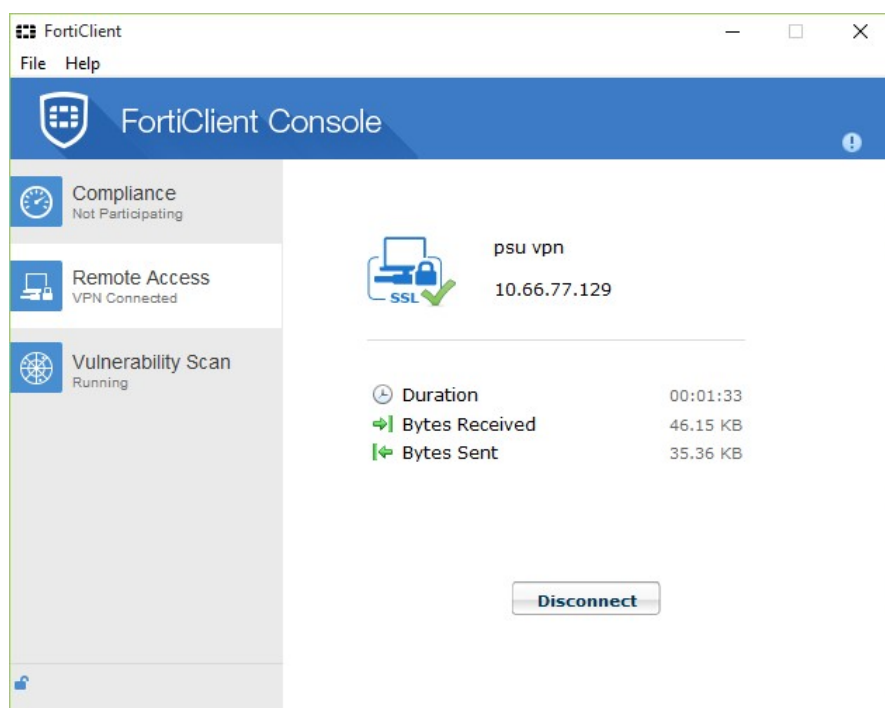 FortiClient
File Help
FortiClient Console
Compliance
Not Participating
Remote Access
VPN Connected
Vulnerability Scan
Running
psu vpn
SSL
10.66.77.129
Duration 00:01:33
Bytes Received 46.15 KB
Bytes Sent 35.36 KB
Disconnect